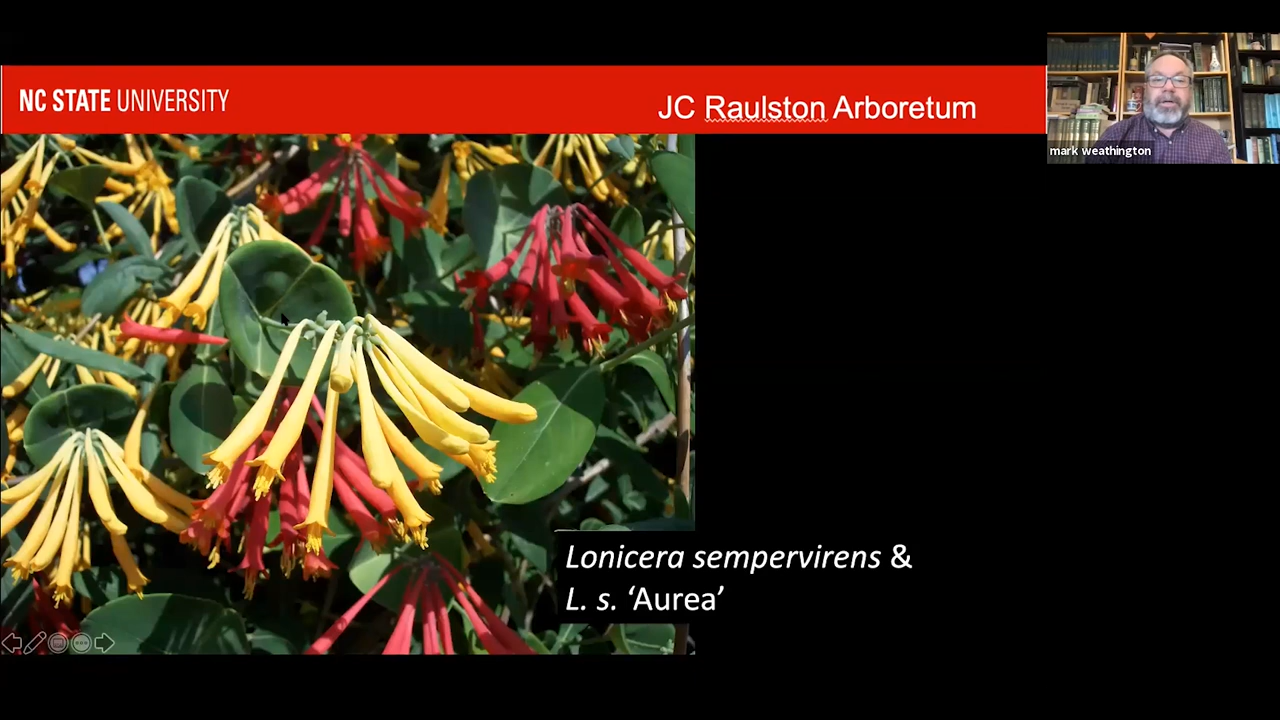 NC STATE UNIVERSITY
JC Raulston Arboretum
mark weathington
Lonicera sempervirens &
L. s. ‘Aurea’